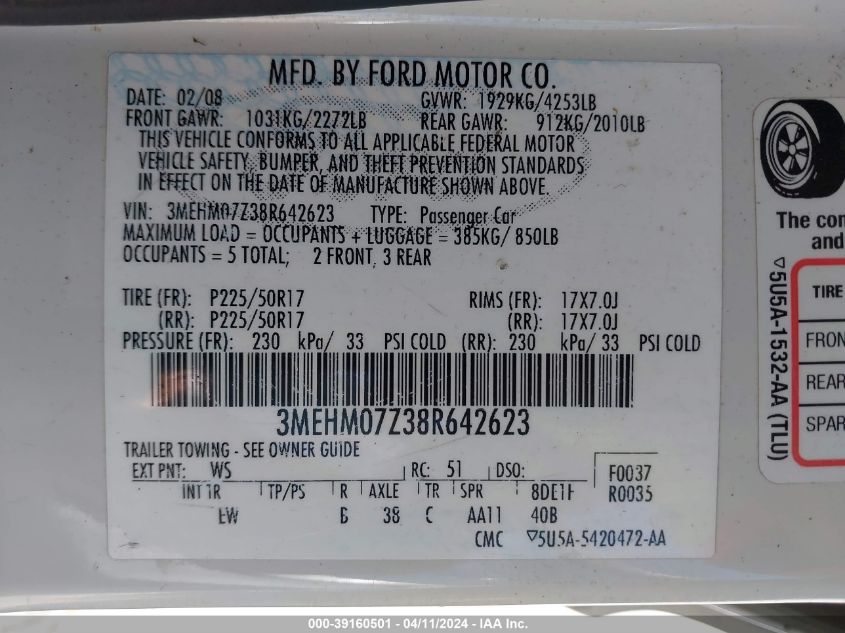 MFD. BY FORD MOTOR CO.
DATE: 02/08 GVWR: 1929KG/4253LB
FRONT GAWR: 1031KG/2272LB REAR GAWR: 912KG/2010LB
THIS VEHICLE CONFORMS TO ALL APPLICABLE FEDERAL MOTOR
VEHICLE SAFETY, BUMPER, AND THEFT PREVENTION STANDARDS
IN EFFECT ON THE DATE OF MANUFACTURE SHOWN ABOVE.
VIN: 3MEHM07Z38R642623 TYPE: Passenger Car
MAXIMUM LOAD = OCCUPANTS + LUGGAGE = 385KG/ 850LB
OCCUPANTS = 5 TOTAL; 2 FRONT, 3 REAR
TIRE (FR): P225/50R17 RIMS (FR): 17X7.0J
(RR): P225/50R17 (RR): 17X7.0J
PRESSURE (FR): 230 kPa/ 33 PSI COLD (RR): 230 kPa/ 33 PSI COLD
3MEHM07Z38R642623
TRAILER TOWING - SEE OWNER GUIDE
EXT PNT: WS RC: 51 DSO: F0037
R0035
INT TR TP/PS R AXLE TR SPR
EW 38 C AA11 40B
CMC ▽5U5A-5420472-AA
The con
and
▽5U5A-1532-AA (TLU)
TIRE
FRON
REAR
SPAR
000-39160501 - 04/11/2024 - IAA Inc.